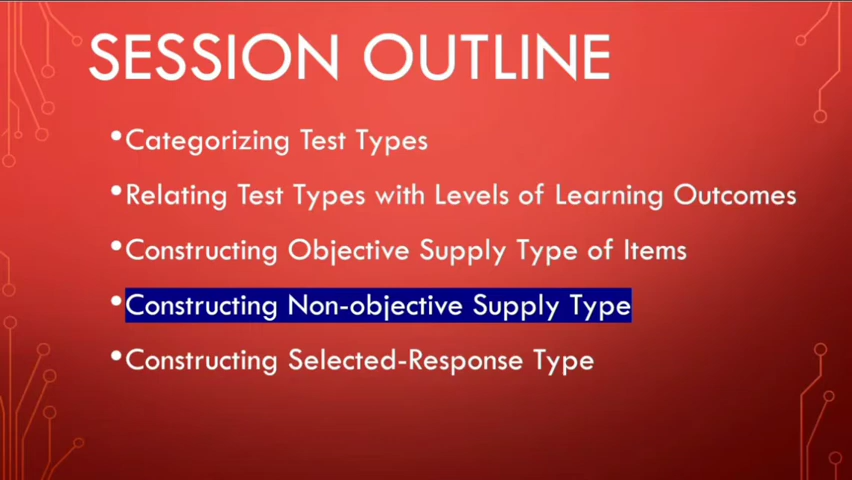 SESSION OUTLINE
•Categorizing Test Types
•Relating Test Types with Levels of Learning Outcomes
•Constructing Objective Supply Type of Items
•Constructing Non-objective Supply Type
•Constructing Selected-Response Type